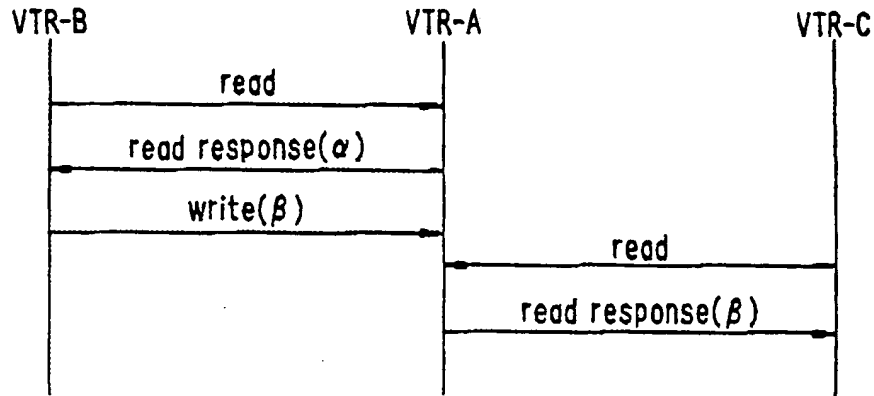 VTR-B VTR-A VTR-C
read
read response(α)
write(β)
read
read response(β)